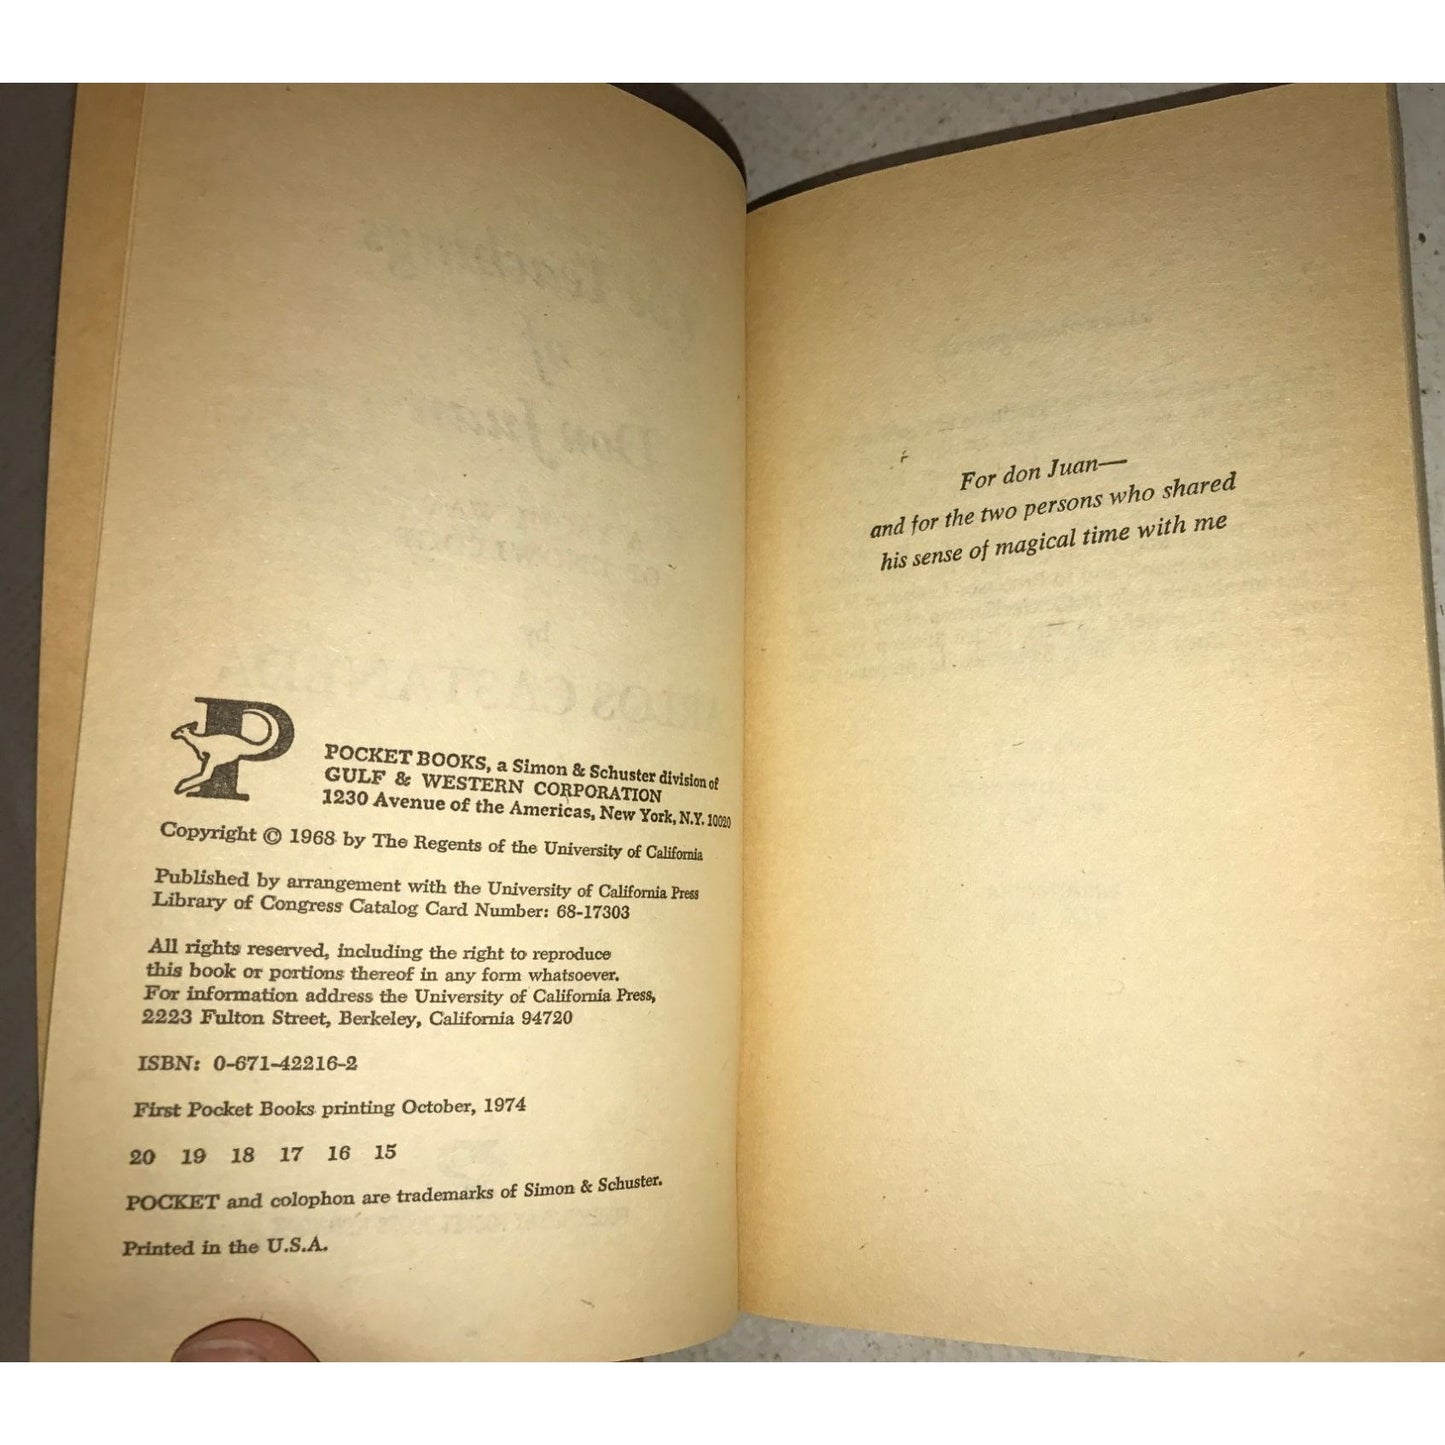 POCKET BOOKS, a Simon & Schuster division of
GULF & WESTERN CORPORATION
1230 Avenue of the Americas, New York, N.Y. 10020
Copyright © 1968 by The Regents of the University of California
Published by arrangement with the University of California Press
Library of Congress Catalog Card Number: 68-17303
All rights reserved, including the right to reproduce
this book or portions thereof in any form whatsoever.
For information address the University of California Press,
2223 Fulton Street, Berkeley, California 94720
ISBN: 0-671-42216-2
First Pocket Books printing October, 1974
20 19 18 17 16 15
POCKET and colophon are trademarks of Simon & Schuster.
Printed in the U.S.A.
For don Juan—
and for the two persons who shared
his sense of magical time with me